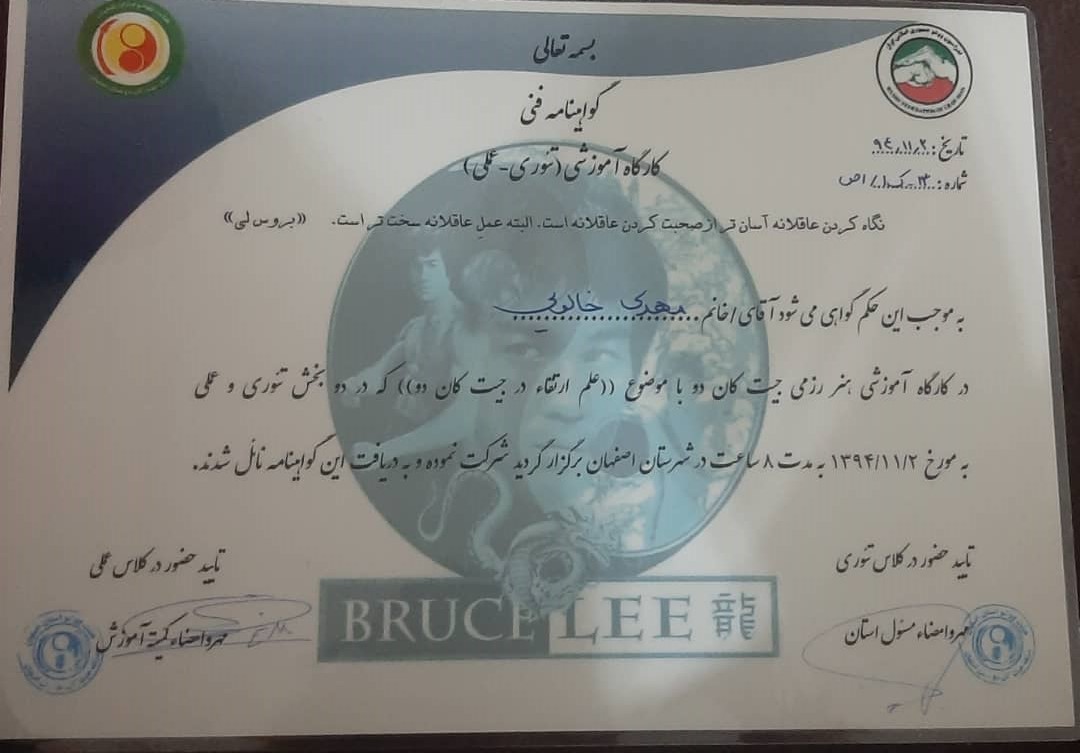 بسمه تعالی
گواهینامه فنی
کارگاه آموزشی (تئوری-عملی)
تاریخ: ۹۴/۱۱/۲
شماره:
نگاه کردن عاقلانه آسان تر از صحبت کردن عاقلانه است. البته عمل عاقلانه سخت تر است. ((بروس لی))
به موجب این حکم گواهی می شود آقای/خانم مهدی خالویی
در کارگاه آموزشی هنر رزمی جیت کان دو با موضوع ((علم ارتقاء در جیت کان دو)) که در دو بخش تئوری و عملی
به مورخ ۱۳۹۴/۱۱/۲ به مدت ۸ ساعت در شهرستان اصفهان برگزار گردید شرکت نموده و به دریافت این گواهینامه نائل شدند.
تایید حضور در کلاس تئوری
مهر و امضاء مسئول استان
تایید حضور در کلاس عملی
مهر و امضاء کمیته آموزش
BRUCE LEE 龍